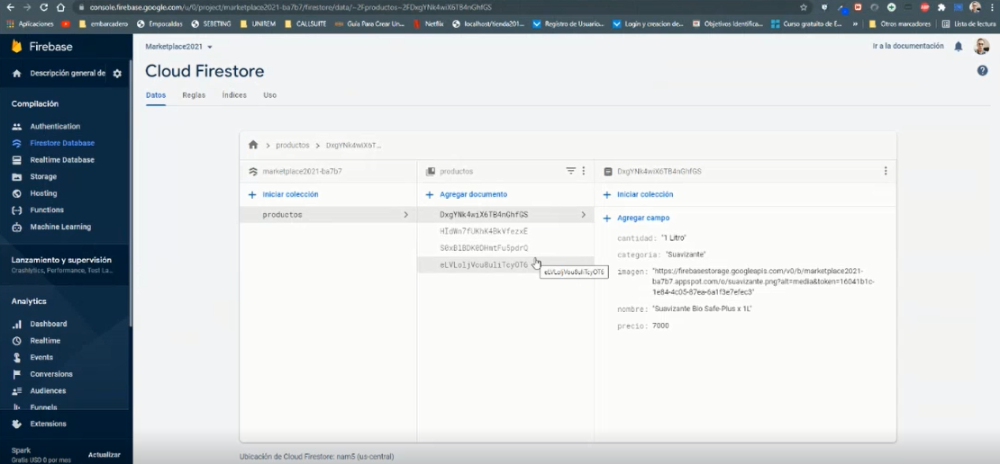 console.firebase.google.com/u/0/project/marketplace2021-ba7b7/firestore/data/~2Fproductos~2FDxgYNk4wiX6TB4nGhfGS
Aplicaciones
embarcadero
Empocaldas
SEBETING
UNIREM
CALLSUITE
Guía Para Crear Un...
Netflix
localhost/tienda201...
Registro de Usuario...
Login y creacion de...
Objetivos Identifica...
Curso gratuito de E...
Otros marcadores
Lista de lectura
Firebase
Marketplace2021
Ir a la documentación
Descripción general de
Cloud Firestore
Datos
Reglas
Índices
Uso
Compilación
Authentication
Firestore Database
Realtime Database
Storage
Hosting
Functions
Machine Learning
Lanzamiento y supervisión
Crashlytics, Performance, Test La...
Analytics
Dashboard
Realtime
Events
Conversions
Audiences
Funnels
Extensions
Spark
Gratis USD 0 por mes
Actualizar
productos
DxgYNk4wiX6T...
marketplace2021-ba7b7
Iniciar colección
productos
productos
Agregar documento
DxgYNk4wiX6TB4nGhfGS
HIdWn7fUKhK4BkVfezxE
S0xBlBDK0DHmtFu5pdrQ
eLVLoljVou8uliTcyOT6
eLVLoljVou8uliTcyOT6
DxgYNk4wiX6TB4nGhfGS
Iniciar colección
Agregar campo
cantidad: "1 Litro"
categoria: "Suavizante"
imagen: "https://firebasestorage.googleapis.com/v0/b/marketplace2021-
ba7b7.appspot.com/o/suavizante.png?alt=media&token=16041b1c-
1e84-4c05-87ea-6a1f3e7efec3"
nombre: "Suavizante Bio Safe-Plus x 1L"
precio: 7000
Ubicación de Cloud Firestore: nam5 (us-central)